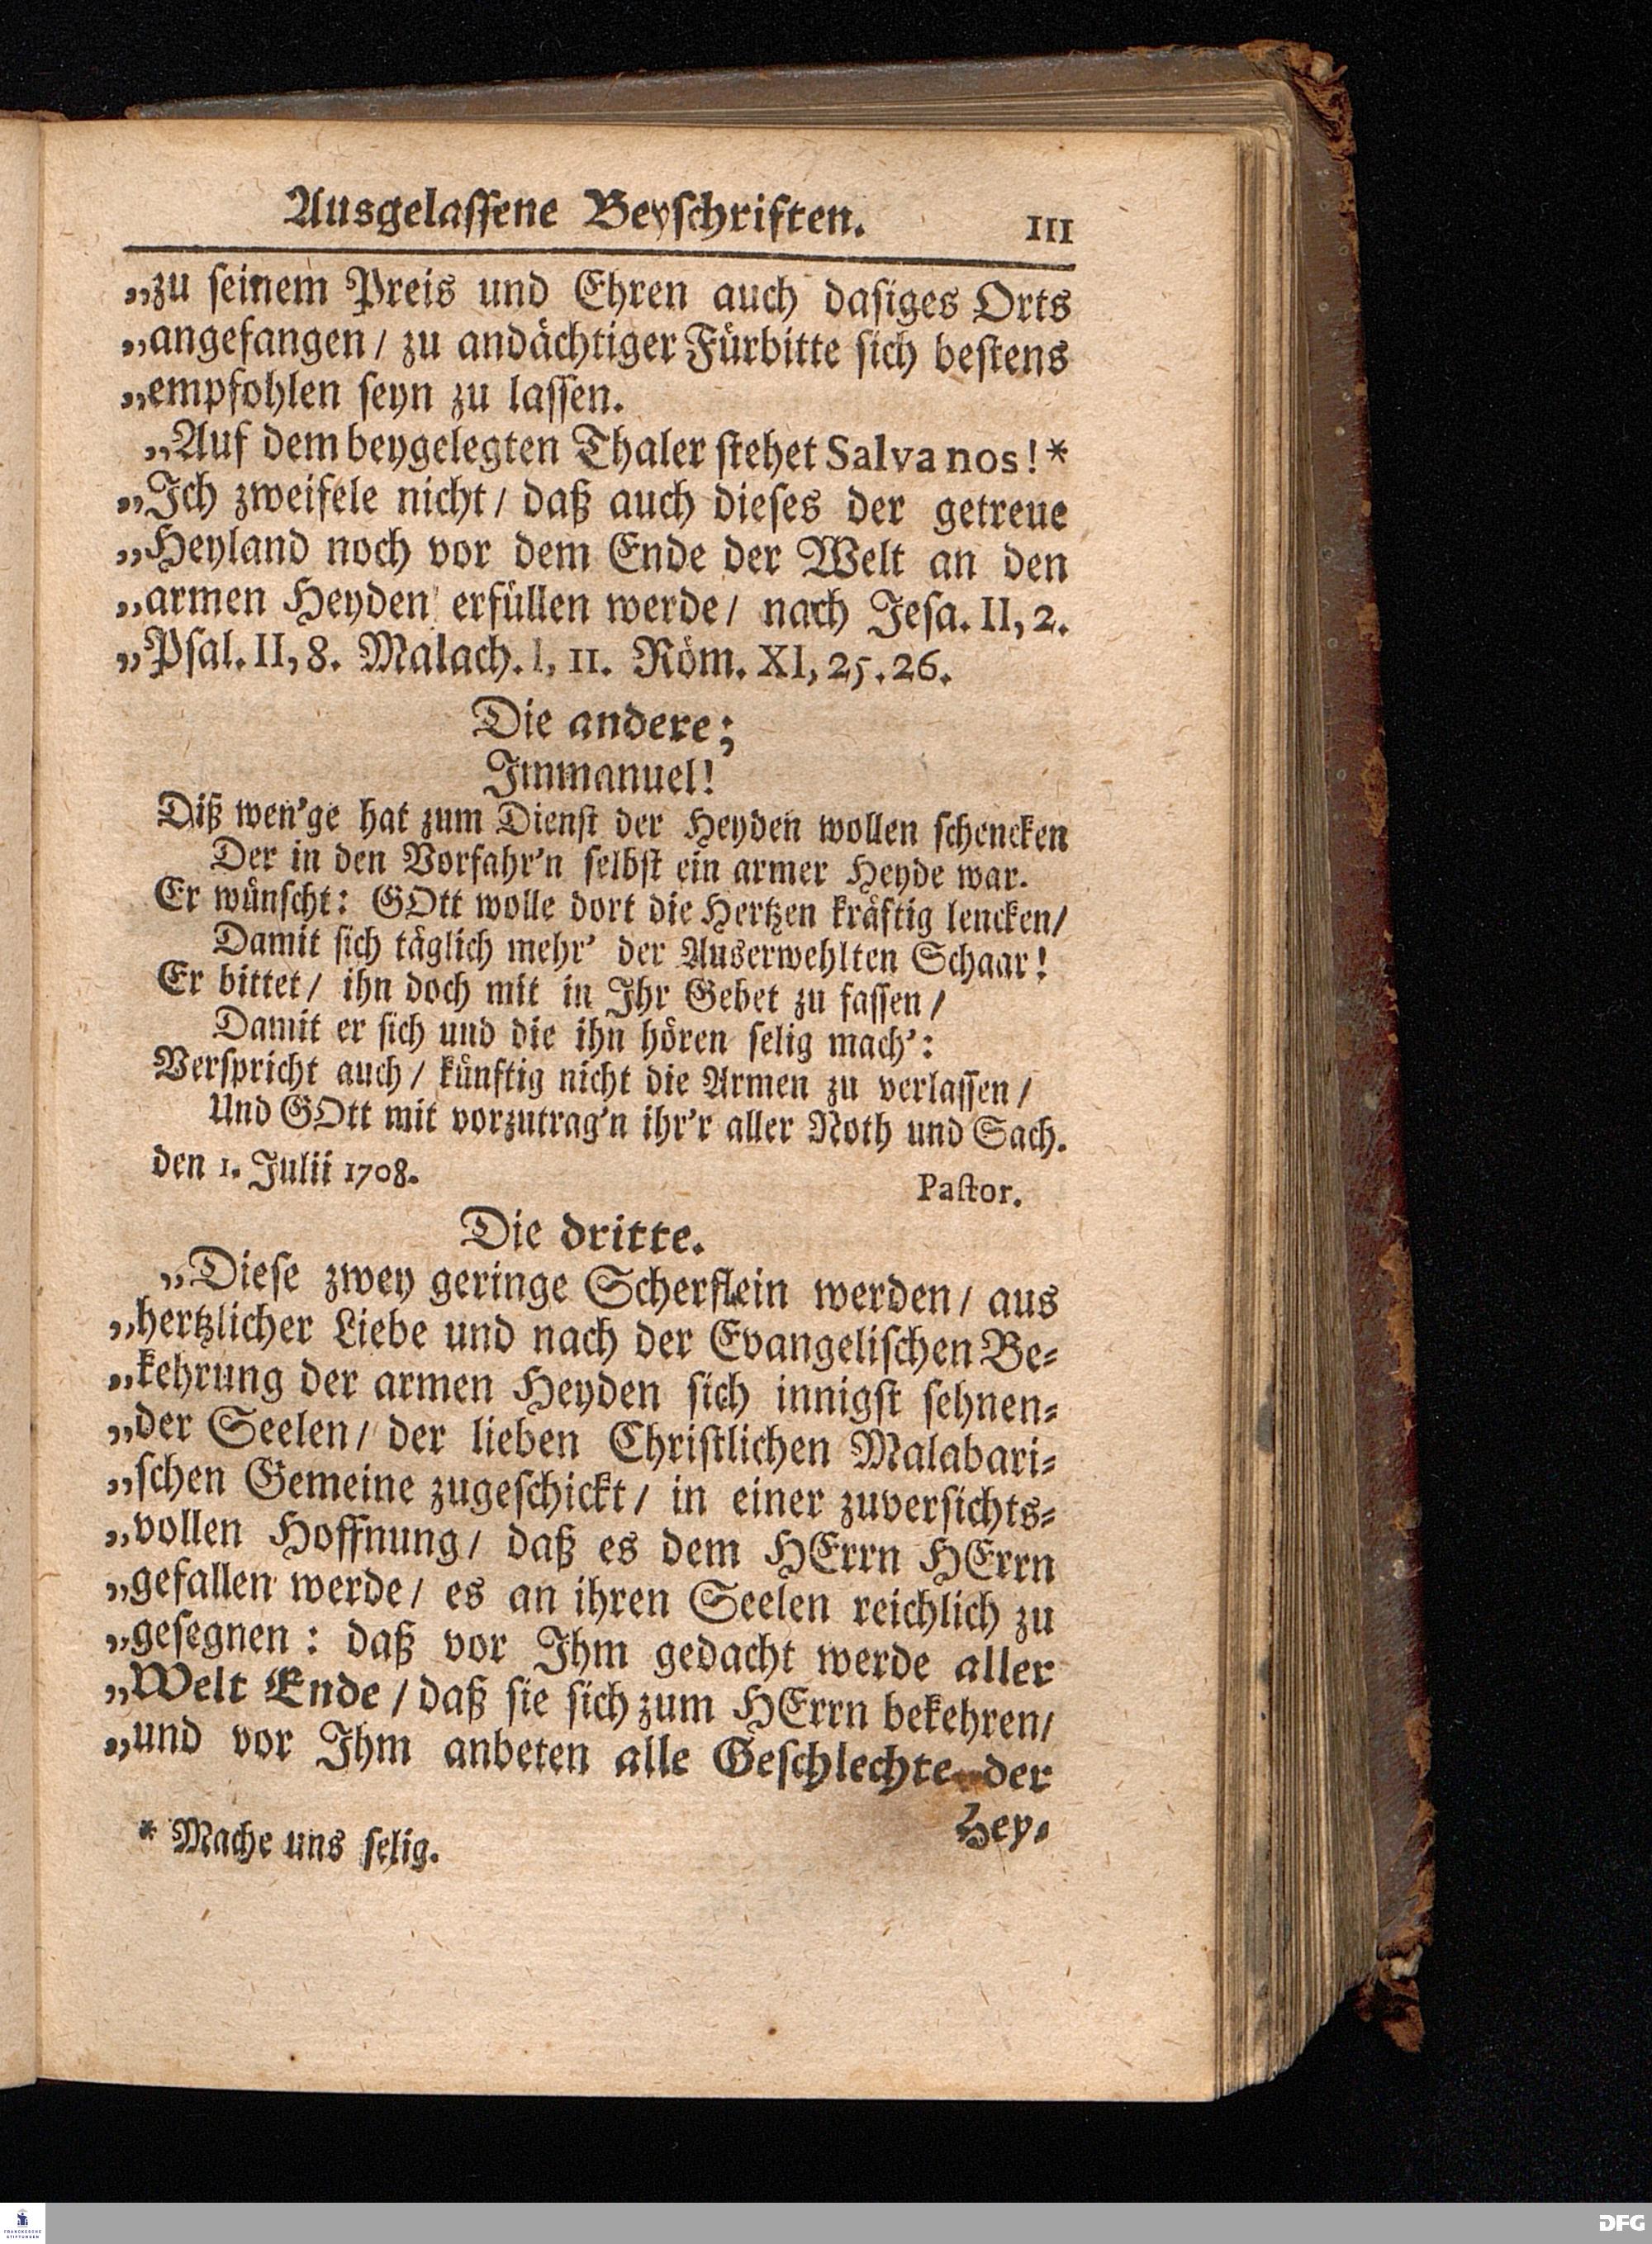 Ausgelassene Beyschriften. 111
„zu seinem Preis und Ehren auch dasiges Orts
„angefangen/ zu andächtiger Fürbitte sich bestens
„empfohlen seyn zu lassen.
„Auf dem beygelegten Thaler stehet Salva nos!*
„Ich zweifele nicht/ daß auch dieses der getreue
„Heyland noch vor dem Ende der Welt an den
„armen Heyden erfüllen werde/ nach Jesa. II, 2.
„Psal. II, 8. Malach. I, 11. Röm. XI, 25. 26.
Die andere;
Immanuel!
Diß wen'ge hat zum Dienst der Heyden wollen schencken
Der in den Vorfahr'n selbst ein armer Heyde war.
Er wünscht: GOtt wolle dort die Hertzen kräftig lencken/
Damit sich täglich mehr' der Auserwehlten Schaar!
Er bittet/ ihn doch mit in Ihr Gebet zu fassen/
Damit er sich und die ihn hören selig mach':
Verspricht auch/ künftig nicht die Armen zu verlassen/
Und GOtt mit vorzutrag'n ihr'r aller Noth und Sach.
den 1. Julii 1708. Pastor.
Die dritte.
„Diese zwey geringe Scherflein werden/ aus
„hertzlicher Liebe und nach der Evangelischen Be-
„kehrung der armen Heyden sich innigst sehnen-
„der Seelen/ der lieben Christlichen Malabari-
„schen Gemeine zugeschickt/ in einer zuversichts-
„vollen Hoffnung/ daß es dem HErrn HErrn
„gefallen werde/ es an ihren Seelen reichlich zu
„gesegnen: daß vor Ihm gedacht werde aller
„Welt Ende/ daß sie sich zum HErrn bekehren/
„und vor Ihm anbeten alle Geschlechte der
Hey-
* Mache uns selig.
FRANCKESCHE
STIFTUNGEN
DFG